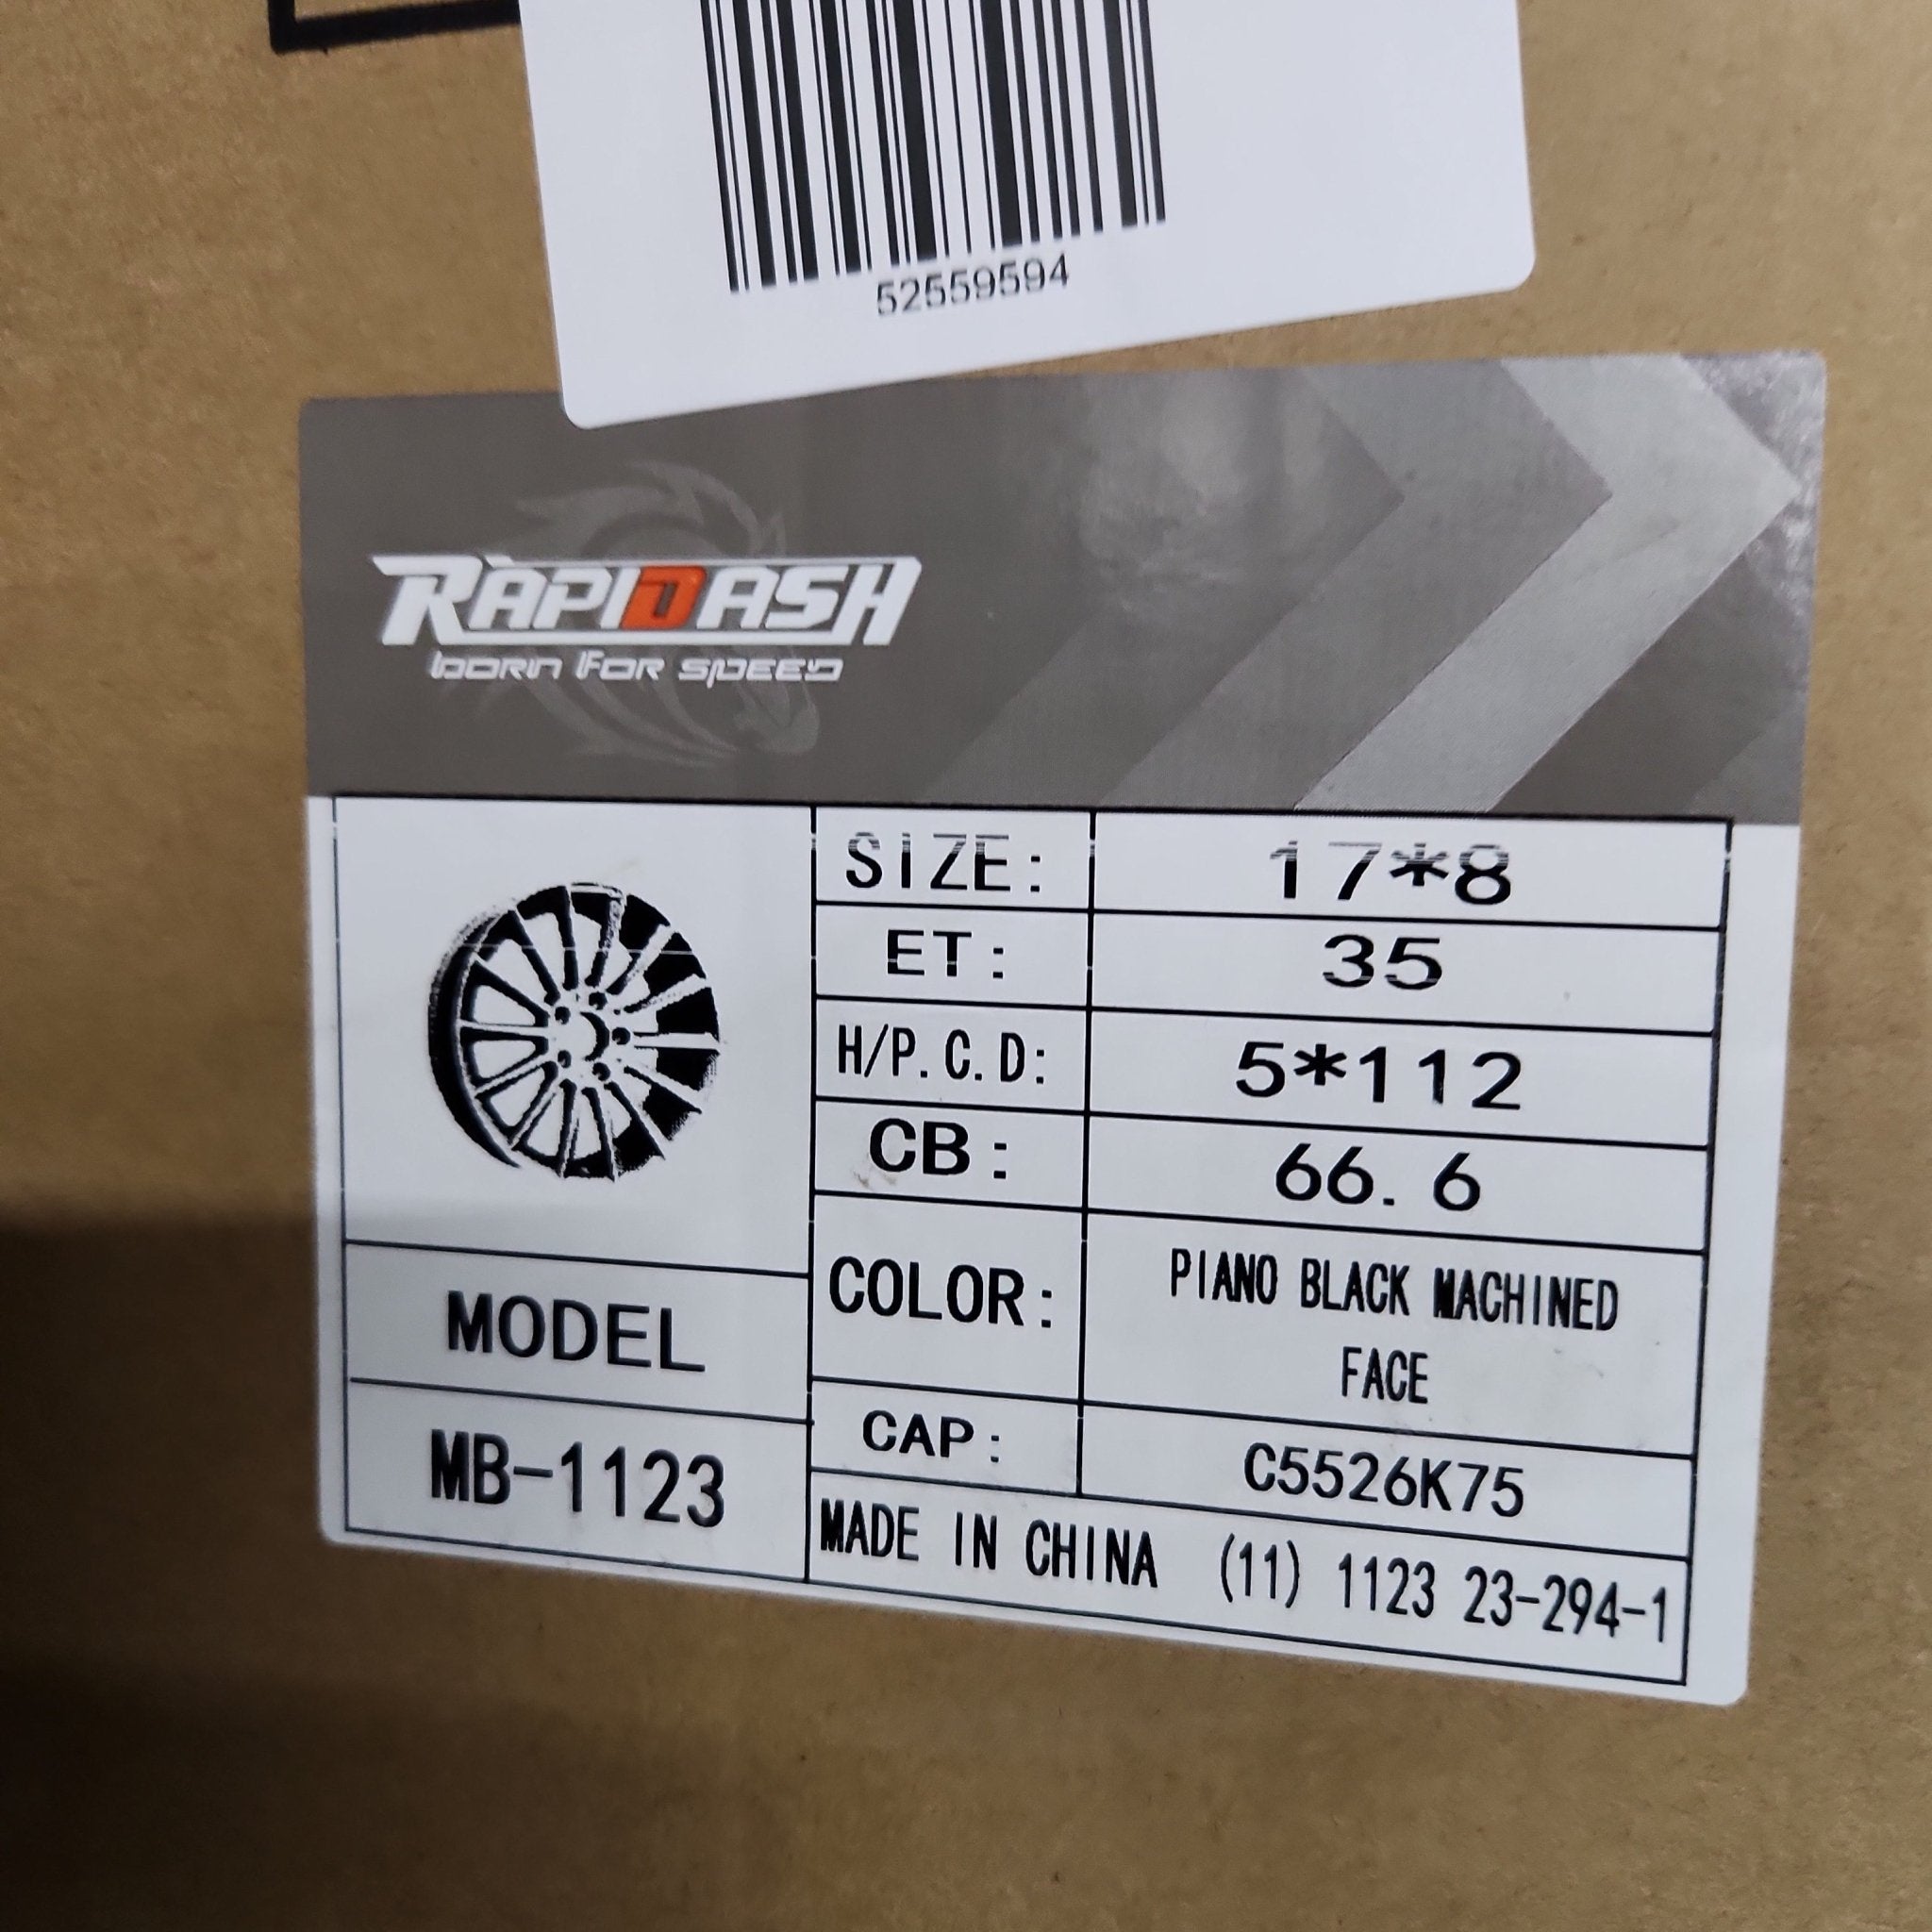 52559594
RAPIDASH
BORN FOR SPEED
SIZE: 17*8
ET: 35
H/P.C.D: 5*112
CB: 66.6
COLOR: PIANO BLACK MACHINED
FACE
CAP: C5526K75
MODEL
MB-1123
MADE IN CHINA (11) 1123 23-294-1